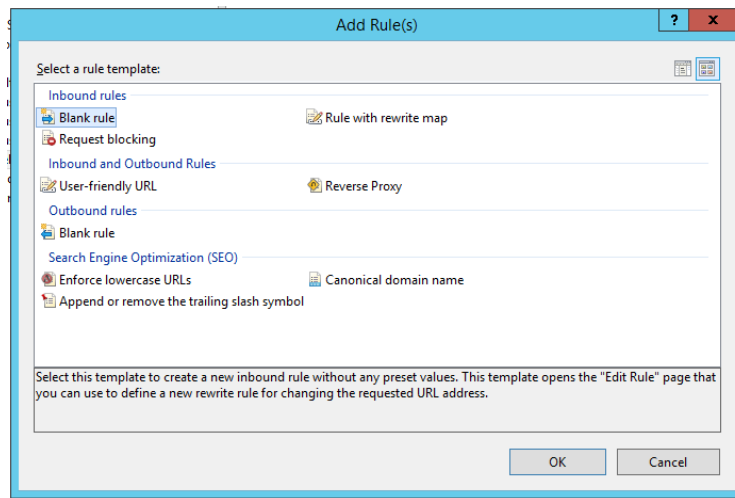 Add Rule(s)
?
x
Select a rule template:
Inbound rules
Blank rule
Rule with rewrite map
Request blocking
Inbound and Outbound Rules
User-friendly URL
Reverse Proxy
Outbound rules
Blank rule
Search Engine Optimization (SEO)
Enforce lowercase URLs
Canonical domain name
Append or remove the trailing slash symbol
Select this template to create a new inbound rule without any preset values. This template opens the "Edit Rule" page that
you can use to define a new rewrite rule for changing the requested URL address.
OK
Cancel